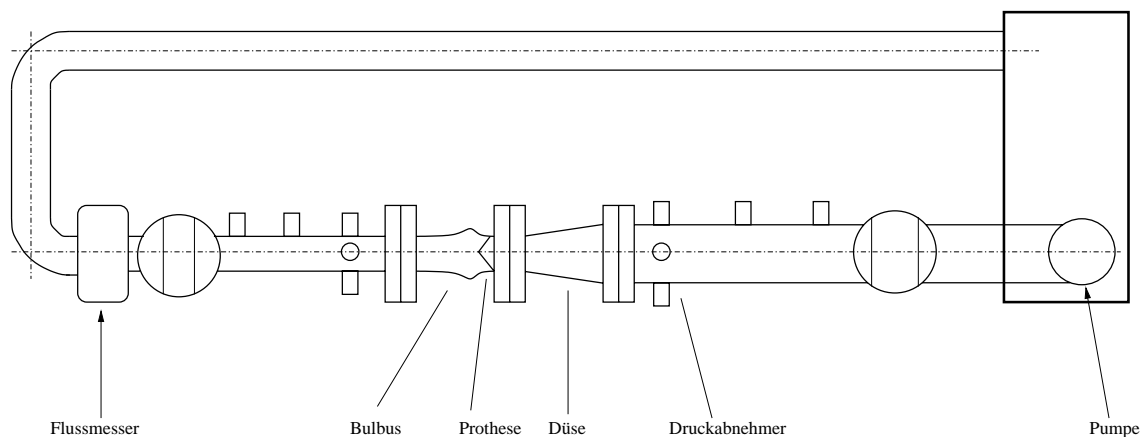 Flussmesser
Bulbus
Prothese
Düse
Druckabnehmer
Pumpe